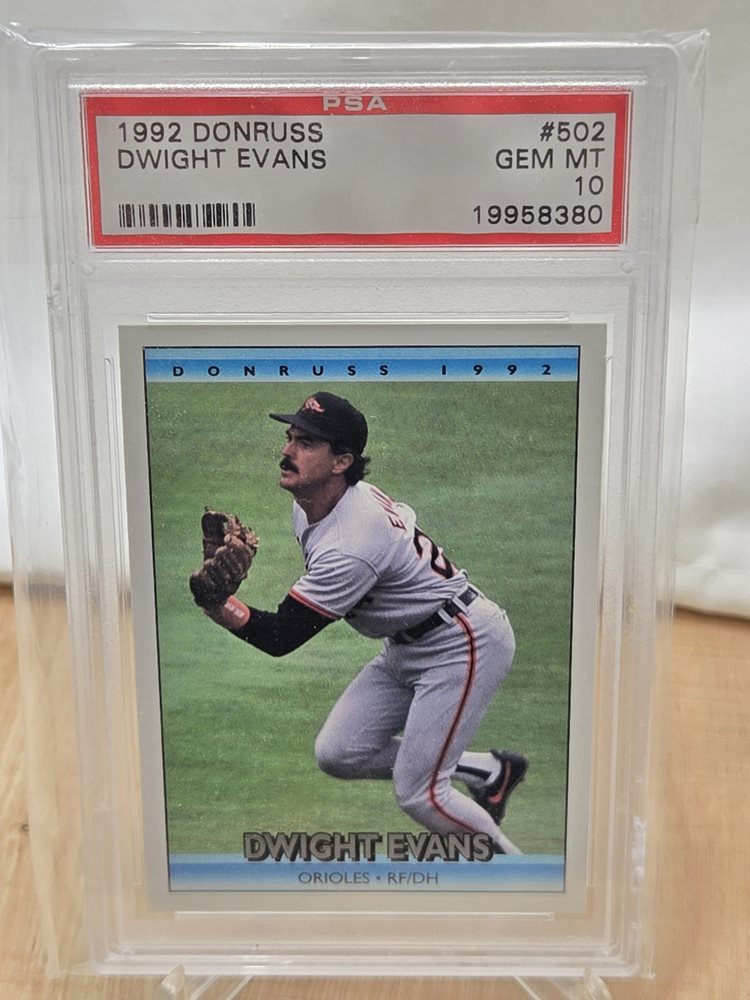 PSA
1992 DONRUSS #502
DWIGHT EVANS GEM MT
10
19958380
DONRUSS 1992
DWIGHT EVANS
ORIOLES • RF/DH